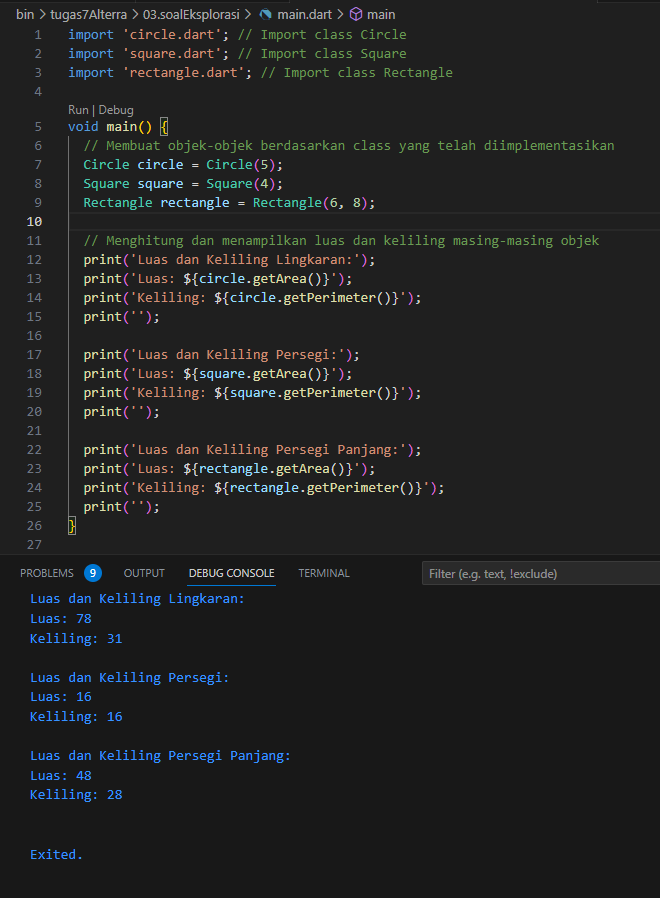 bin > tugas7Alterra > 03.soalEksplorasi > main.dart > main
1 import 'circle.dart'; // Import class Circle
2 import 'square.dart'; // Import class Square
3 import 'rectangle.dart'; // Import class Rectangle
4
Run | Debug
5 void main() {
6 // Membuat objek-objek berdasarkan class yang telah diimplementasikan
7 Circle circle = Circle(5);
8 Square square = Square(4);
9 Rectangle rectangle = Rectangle(6, 8);
10
11 // Menghitung dan menampilkan luas dan keliling masing-masing objek
12 print('Luas dan Keliling Lingkaran:');
13 print('Luas: ${circle.getArea()}');
14 print('Keliling: ${circle.getPerimeter()}');
15 print('');
16
17 print('Luas dan Keliling Persegi:');
18 print('Luas: ${square.getArea()}');
19 print('Keliling: ${square.getPerimeter()}');
20 print('');
21
22 print('Luas dan Keliling Persegi Panjang:');
23 print('Luas: ${rectangle.getArea()}');
24 print('Keliling: ${rectangle.getPerimeter()}');
25 print('');
26 }
27
PROBLEMS 9 OUTPUT DEBUG CONSOLE TERMINAL Filter (e.g. text, !exclude)
Luas dan Keliling Lingkaran:
Luas: 78
Keliling: 31
Luas dan Keliling Persegi:
Luas: 16
Keliling: 16
Luas dan Keliling Persegi Panjang:
Luas: 48
Keliling: 28
Exited.